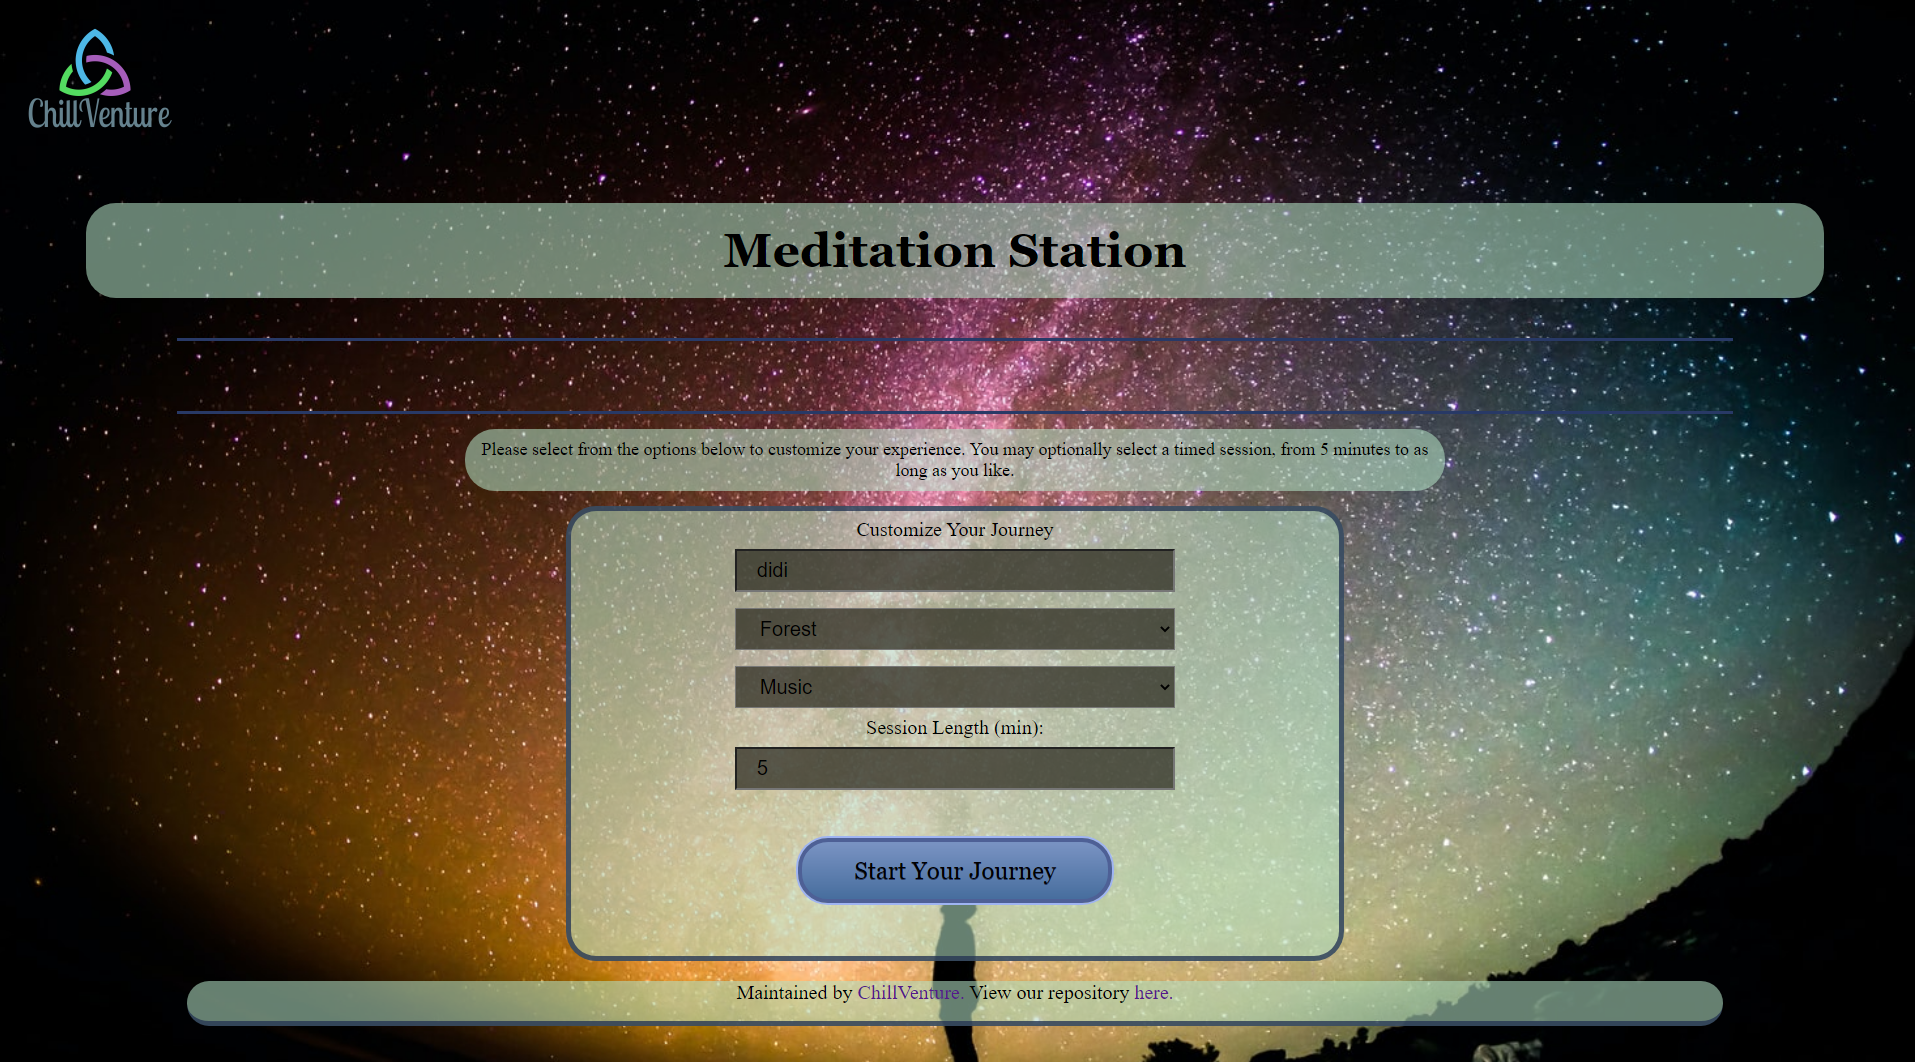 ChillVenture
Meditation Station
Please select from the options below to customize your experience. You may optionally select a timed session, from 5 minutes to as
long as you like.
Customize Your Journey
didi
Forest
Music
Session Length (min):
5
Start Your Journey
Maintained by ChillVenture. View our repository here.